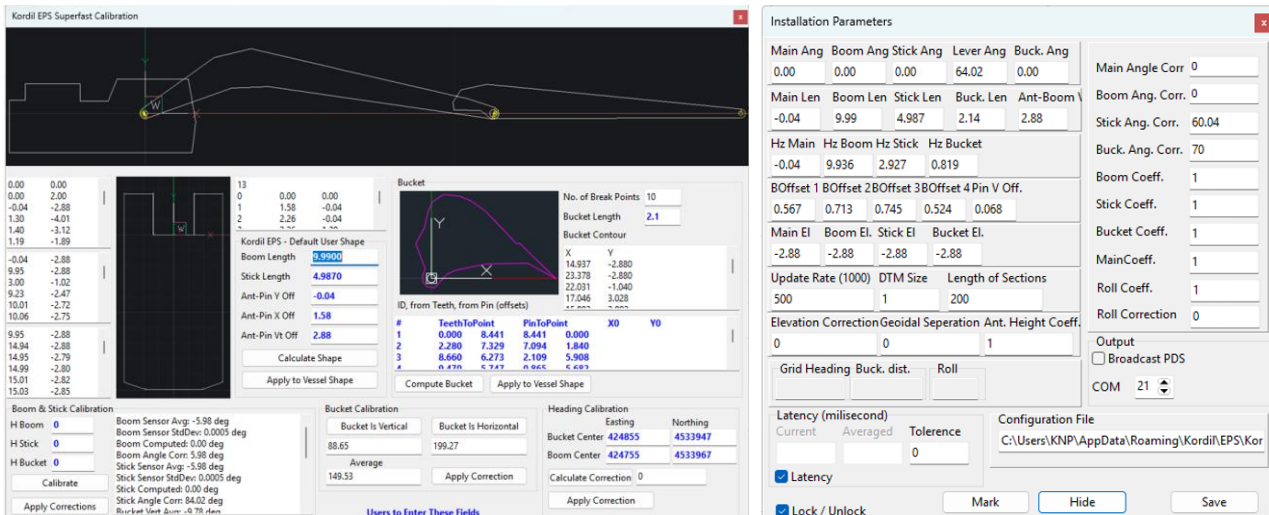 Kordil EPS Superfast Calibration
x
W
X
0.00 0.00
0.00 2.00
-0.04 -2.88
1.30 -4.01
1.40 -3.12
1.19 -1.89
-0.04 -2.88
9.95 -2.88
3.00 -1.02
9.23 -2.47
10.01 -2.72
10.06 -2.75
9.95 -2.88
14.94 -2.88
14.95 -2.79
14.99 -2.80
15.01 -2.82
15.03 -2.85
W
13
0 0.00 0.00
1 1.58 -0.04
2 2.26 -0.04
Kordil EPS - Default User Shape
Boom Length 9.9900
Stick Length 4.9870
Ant-Pin Y Off -0.04
Ant-Pin X Off 1.58
Ant-Pin Vt Off 2.88
Calculate Shape
Apply to Vessel Shape
Bucket
Y
X
No. of Break Points 10
Bucket Length 2.1
Bucket Contour
X Y
14.937 -2.880
23.378 -2.880
22.031 -1.040
17.046 3.028
ID, from Teeth, from Pin (offsets)
# TeethToPoint PinToPoint X0 Y0
1 0.000 8.441 8.441 0.000
2 2.280 7.329 7.094 1.840
3 8.660 6.273 2.109 5.908
4 9.470 5.747 0.865 5.682
Compute Bucket Apply to Vessel Shape
Boom & Stick Calibration
H Boom 0
H Stick 0
H Bucket 0
Calibrate
Apply Corrections
Boom Sensor Avg: -5.98 deg
Boom Sensor StdDev: 0.0005 deg
Boom Computed: 0.00 deg
Boom Angle Corr: 5.98 deg
Stick Sensor Avg: -5.98 deg
Stick Sensor StdDev: 0.0005 deg
Stick Computed: 0.00 deg
Stick Angle Corr: 84.02 deg
Bucket Vert Avg: -9.78 deg
Bucket Calibration
Bucket Is Vertical Bucket Is Horizontal
88.65 199.27
Average
149.53 Apply Correction
Users to Enter These Fields
Heading Calibration
Easting Northing
Bucket Center 424855 4533947
Boom Center 424755 4533967
Calculate Correction 0
Apply Correction
Installation Parameters
x
Main Ang Boom Ang Stick Ang Lever Ang Buck. Ang
0.00 0.00 0.00 64.02 0.00
Main Len Boom Len Stick Len Buck. Len Ant-Boom
-0.04 9.99 4.987 2.14 2.88
Hz Main Hz Boom Hz Stick Hz Bucket
-0.04 9.936 2.927 0.819
BOffset 1 BOffset 2 BOffset 3 BOffset 4 Pin V Off.
0.567 0.713 0.745 0.524 0.068
Main El Boom El. Stick El Bucket El.
-2.88 -2.88 -2.88 -2.88
Update Rate (1000) DTM Size Length of Sections
500 1 200
Elevation Correction Geoidal Seperation Ant. Height Coeff.
0 0 1
Grid Heading Buck. dist. Roll
Latency (milisecond)
Current Averaged Tolerence
0
Latency
Lock / Unlock
Main Angle Corr 0
Boom Ang. Corr. 0
Stick Ang. Corr. 60.04
Buck. Ang. Corr. 70
Boom Coeff. 1
Stick Coeff. 1
Bucket Coeff. 1
MainCoeff. 1
Roll Coeff. 1
Roll Correction 0
Output
Broadcast PDS
COM 21
Configuration File
C:\Users\KNP\AppData\Roaming\Kordil\EPS\Kor
Mark Hide Save